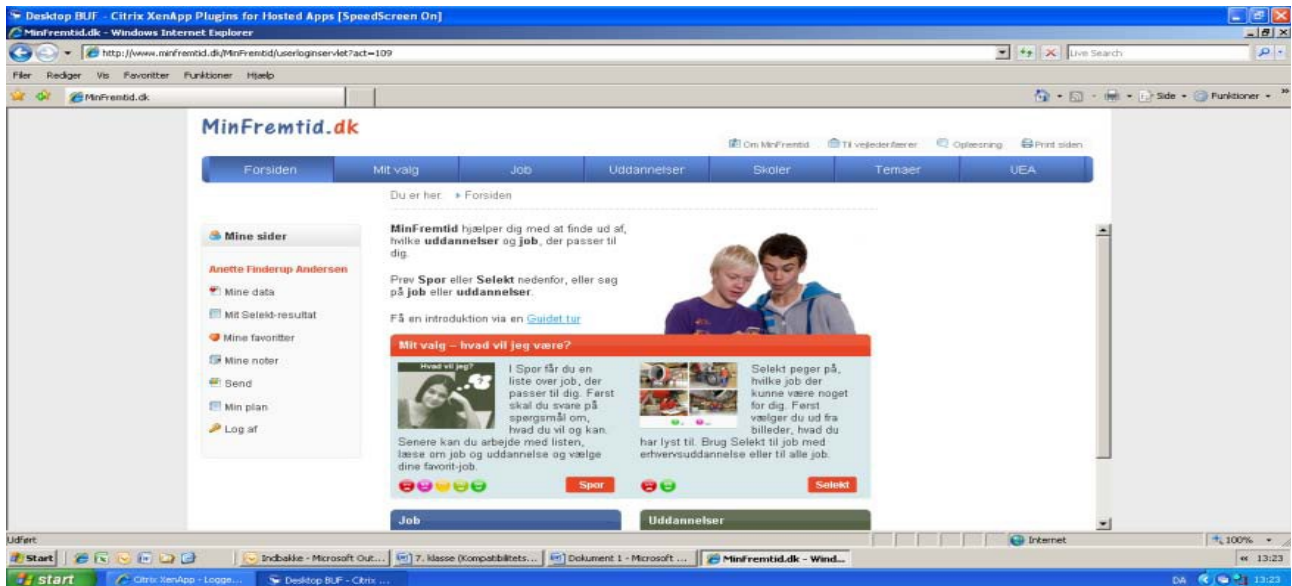 Desktop BUF - Citrix XenApp Plugins for Hosted Apps [SpeedScreen On]
MinFremtid.dk - Windows Internet Explorer
http://www.minfremtid.dk/MinFremtid/userloginservlet?act=109
Live Search
Filer Rediger Vis Favoritter Funktioner Hjælp
MinFremtid.dk
Side Funktioner
MinFremtid.dk
Om MinFremtid Til vejleder/lærer Oplæsning Print siden
Forsiden Mit valg Job Uddannelser Skoler Temaer UEA
Du er her: Forsiden
Mine sider
Anette Finderup Andersen
Mine data
Mit Selekt-resultat
Mine favoritter
Mine noter
Send
Min plan
Log af
MinFremtid hjælper dig med at finde ud af,
hvilke uddannelser og job, der passer til
dig.
Prøv Spor eller Selekt nedenfor, eller søg
på job eller uddannelser.
Få en introduktion via en Guidet tur
Mit valg – hvad vil jeg være?
Hvad vil jeg?
I Spor får du en
liste over job, der
passer til dig. Først
skal du svare på
spørgsmål om,
hvad du vil og kan.
Senere kan du arbejde med listen,
læse om job og uddannelse og vælge
dine favorit-job.
Spor
Selekt peger på,
hvilke job der
kunne være noget
for dig. Først
vælger du ud fra
billeder, hvad du
har lyst til. Brug Selekt til job med
erhvervsuddannelse eller til alle job.
Selekt
Job
Uddannelser
Udført
Internet 100%
Start Indbakke - Microsoft Out... 7. klasse (Kompatibilitets... Dokument 1 - Microsoft ... MinFremtid.dk - Wind... 13:23
start Citrix XenApp - Logge... Desktop BUF - Citrix ... DA 13:23